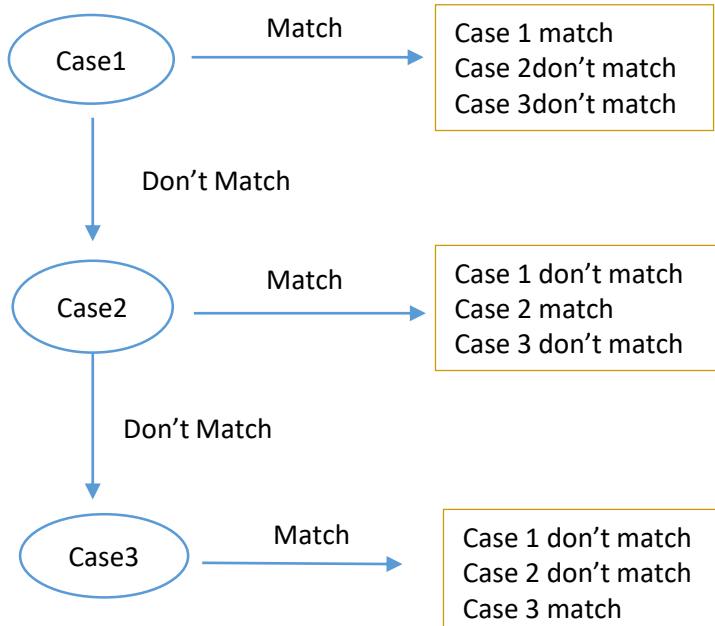 Match
Case1
Case 1 match
Case 2don’t match
Case 3don’t match
Don’t Match
Match
Case2
Case 1 don’t match
Case 2 match
Case 3 don’t match
Don’t Match
Match
Case3
Case 1 don’t match
Case 2 don’t match
Case 3 match